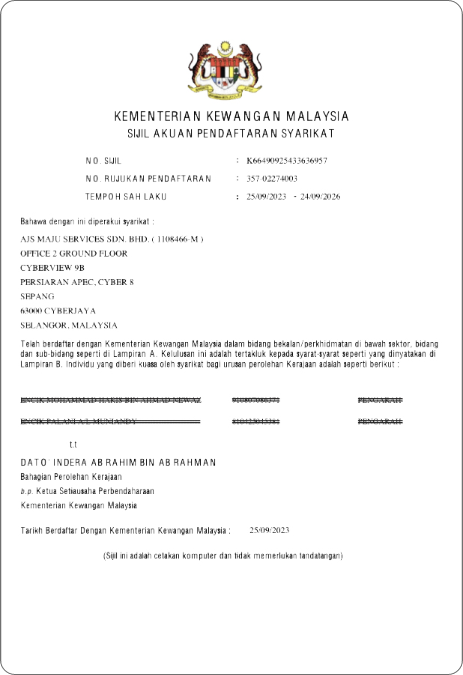 KEMENTERIAN KEWANGAN MALAYSIA
SIJIL AKUAN PENDAFTARAN SYARIKAT
NO. SIJIL : K66490925433636957
NO. RUJUKAN PENDAFTARAN : 357-02274003
TEMPOH SAH LAKU : 25/09/2023 - 24/09/2026
Bahawa dengan ini diperakui syarikat :
AJS MAJU SERVICES SDN. BHD. ( 1108466-M )
OFFICE 2 GROUND FLOOR
CYBERVIEW 9B
PERSIARAN APEC, CYBER 8
SEPANG
63000 CYBERJAYA
SELANGOR, MALAYSIA
Telah berdaftar dengan Kementerian Kewangan Malaysia dalam bidang bekalan/perkhidmatan di bawah sektor, bidang
dan sub-bidang seperti di Lampiran A. Kelulusan ini adalah tertakluk kepada syarat-syarat seperti yang dinyatakan di
Lampiran B. Individu yang diberi kuasa oleh syarikat bagi urusan perolehan Kerajaan adalah seperti berikut :
PENGARAH
PENGARAH
t.t
DATO' INDERA AB RAHIM BIN AB RAHMAN
Bahagian Perolehan Kerajaan
b.p. Ketua Setiausaha Perbendaharaan
Kementerian Kewangan Malaysia
Tarikh Berdaftar Dengan Kementerian Kewangan Malaysia : 25/09/2023
(Sijil ini adalah cetakan komputer dan tidak memerlukan tandatangan)